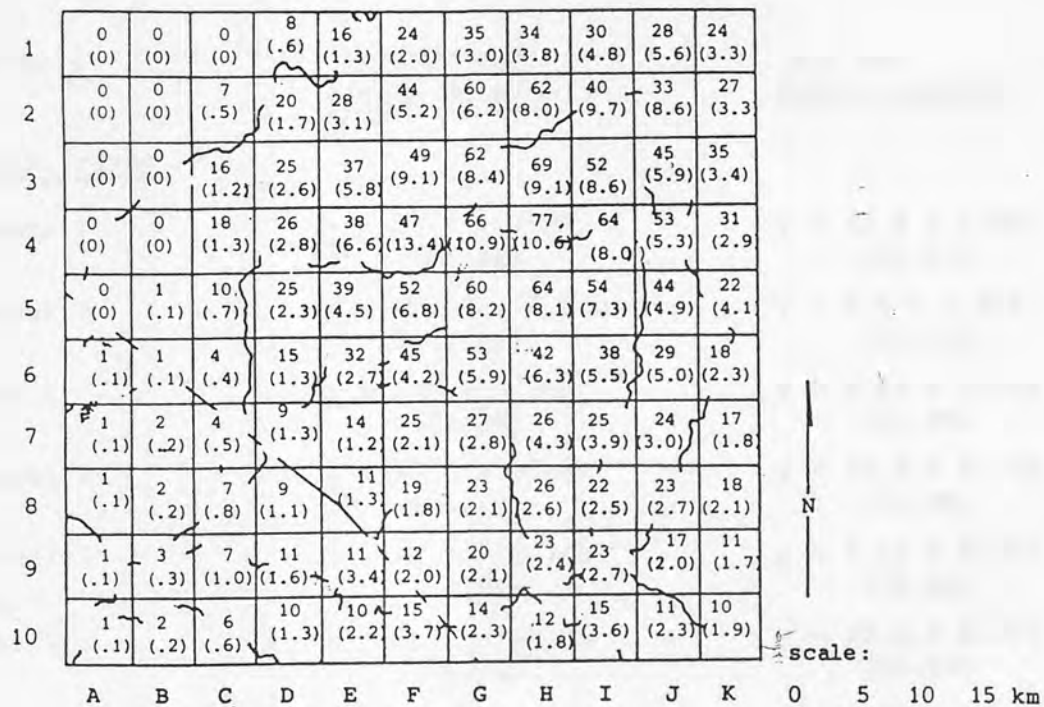 0 0 0 8 16 24 35 34 30 28 24
1 (0) (0) (0) (.6) (1.3) (2.0) (3.0) (3.8) (4.8) (5.6) (3.3)
0 0 7 20 28 44 60 62 40 33 27
2 (0) (0) (.5) (1.7) (3.1) (5.2) (6.2) (8.0) (9.7) (8.6) (3.3)
0 0 16 25 37 49 62 69 52 45 35
3 (0) (0) (1.2) (2.6) (5.8) (9.1) (8.4) (9.1) (8.6) (5.9) (3.4)
0 0 18 26 38 47 66 77 64 53 31
4 (0) (0) (1.3) (2.8) (6.6) (13.4) (10.9) (10.6) (8.0) (5.3) (2.9)
0 1 10 25 39 52 60 64 54 44 22
5 (0) (.1) (.7) (2.3) (4.5) (6.8) (8.2) (8.1) (7.3) (4.9) (4.1)
1 1 4 15 32 45 53 42 38 29 18
6 (.1) (.1) (.4) (1.3) (2.7) (4.2) (5.9) (6.3) (5.5) (5.0) (2.3)
1 2 4 9 14 25 27 26 25 24 17
7 (.1) (.2) (.5) (1.3) (1.2) (2.1) (2.8) (4.3) (3.9) (3.0) (1.8)
1 2 7 9 11 19 23 26 22 23 18
8 (.1) (.2) (.8) (1.1) (1.3) (1.8) (2.1) (2.6) (2.5) (2.7) (2.1)
N
1 3 7 11 11 12 20 23 23 17 11
9 (.1) (.3) (1.0) (1.6) (3.4) (2.0) (2.1) (2.4) (2.7) (2.0) (1.7)
1 2 6 10 10 15 14 12 15 11 10
10 (.1) (.2) (.6) (1.3) (2.2) (3.7) (2.3) (1.8) (3.6) (2.3) (1.9)
scale:
A B C D E F G H I J K 0 5 10 15 km